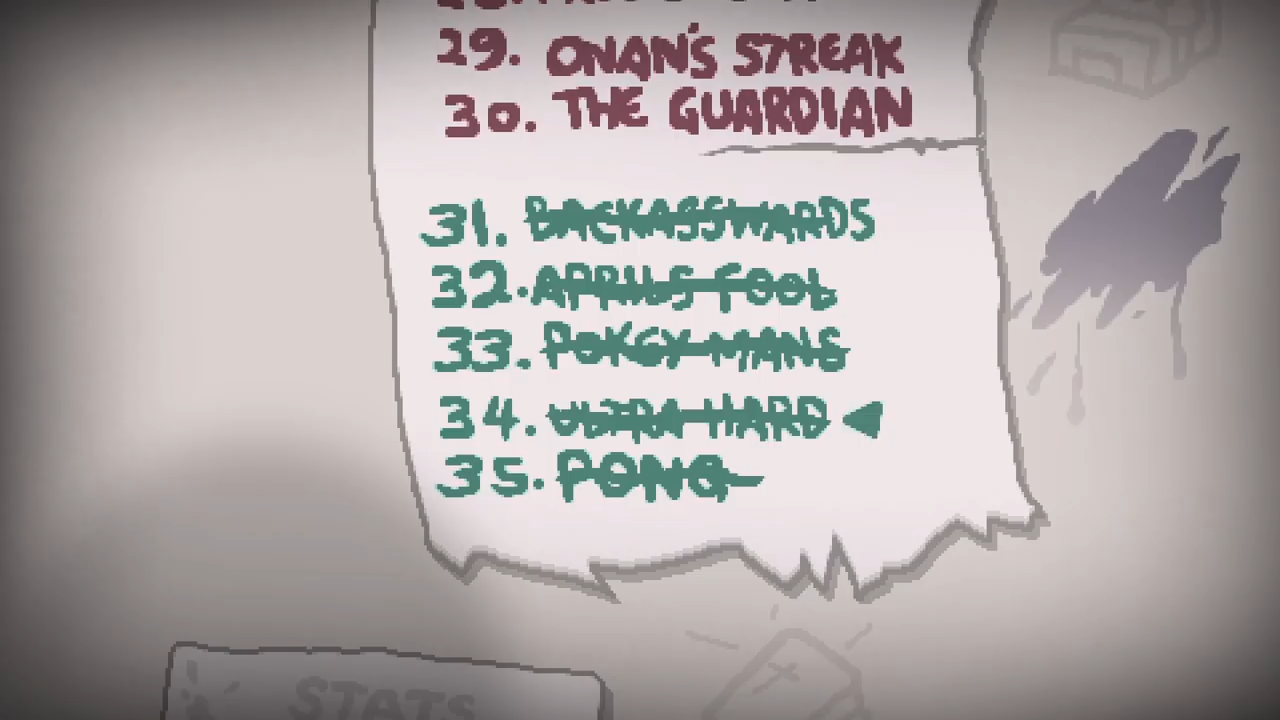 29. ONAN'S STREAK
30. THE GUARDIAN
31. BACKASSWARDS
32. APRILS FOOL
33. POKEY MANS
34. ULTRA HARD
35. PONG
STATS